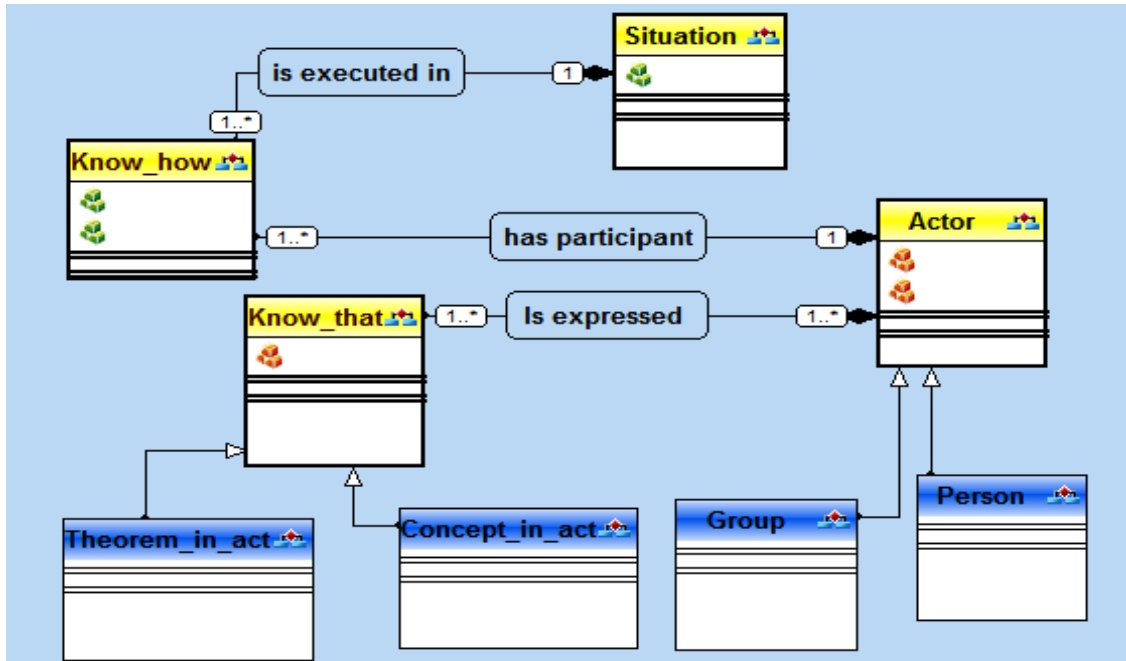 Situation
is executed in
1
1..*
Know_how
1..*
has participant
1
Actor
Know_that
1..*
Is expressed
1..*
Theorem_in_act
Concept_in_act
Group
Person